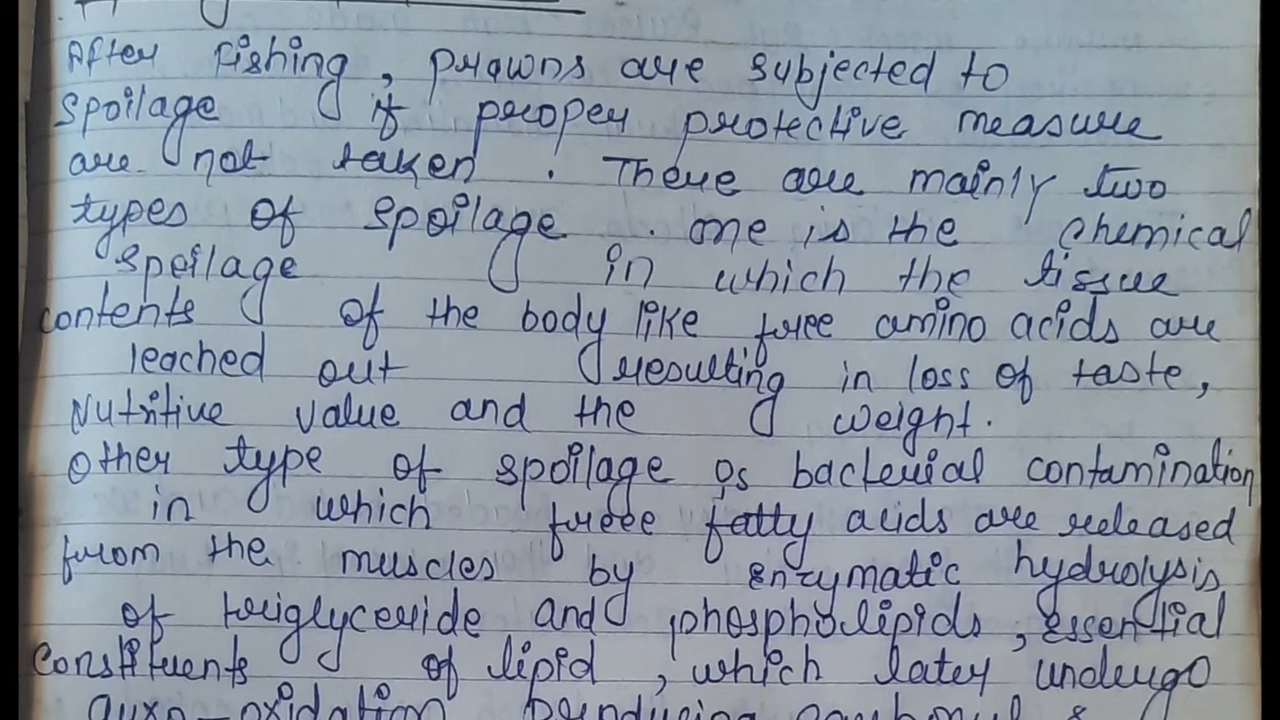 After fishing, prawns are subjected to
spoilage if proper protective measure
are not taken. There are mainly two
types of spoilage. one is the chemical
spoilage in which the tissue
contents of the body like free amino acids are
leached out resulting in loss of taste,
Nutritive value and the weight.
Other type of spoilage is bacterial contamination
in which freee fatty acids are released
from the muscles by enzymatic hydrolysis
of triglyceride and phospholipids, essential
constituents of lipid, which later undergo